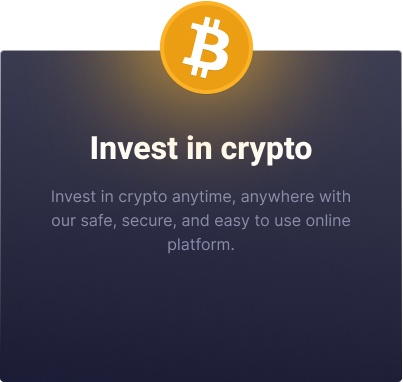 Invest in crypto
Invest in crypto anytime, anywhere with
our safe, secure, and easy to use online
platform.